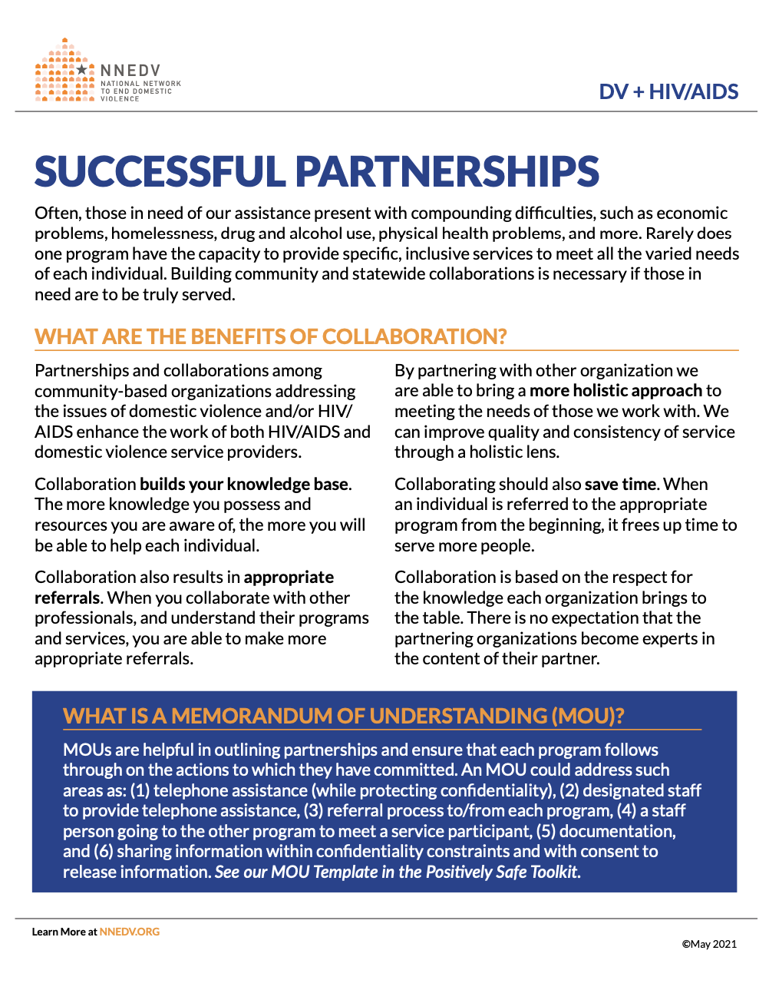 NNEDV
NATIONAL NETWORK
TO END DOMESTIC
VIOLENCE
DV + HIV/AIDS
SUCCESSFUL PARTNERSHIPS
Often, those in need of our assistance present with compounding difficulties, such as economic
problems, homelessness, drug and alcohol use, physical health problems, and more. Rarely does
one program have the capacity to provide specific, inclusive services to meet all the varied needs
of each individual. Building community and statewide collaborations is necessary if those in
need are to be truly served.
WHAT ARE THE BENEFITS OF COLLABORATION?
Partnerships and collaborations among
community-based organizations addressing
the issues of domestic violence and/or HIV/
AIDS enhance the work of both HIV/AIDS and
domestic violence service providers.
Collaboration builds your knowledge base.
The more knowledge you possess and
resources you are aware of, the more you will
be able to help each individual.
Collaboration also results in appropriate
referrals. When you collaborate with other
professionals, and understand their programs
and services, you are able to make more
appropriate referrals.
By partnering with other organization we
are able to bring a more holistic approach to
meeting the needs of those we work with. We
can improve quality and consistency of service
through a holistic lens.
Collaborating should also save time. When
an individual is referred to the appropriate
program from the beginning, it frees up time to
serve more people.
Collaboration is based on the respect for
the knowledge each organization brings to
the table. There is no expectation that the
partnering organizations become experts in
the content of their partner.
WHAT IS A MEMORANDUM OF UNDERSTANDING (MOU)?
MOUs are helpful in outlining partnerships and ensure that each program follows
through on the actions to which they have committed. An MOU could address such
areas as: (1) telephone assistance (while protecting confidentiality), (2) designated staff
to provide telephone assistance, (3) referral process to/from each program, (4) a staff
person going to the other program to meet a service participant, (5) documentation,
and (6) sharing information within confidentiality constraints and with consent to
release information. See our MOU Template in the Positively Safe Toolkit.
Learn More at NNEDV.ORG
©May 2021